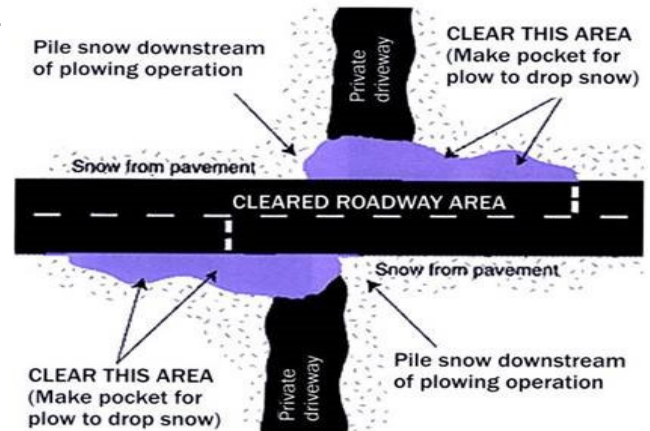 Pile snow downstream
of plowing operation
CLEAR THIS AREA
(Make pocket for
plow to drop snow)
Private
driveway
Snow from pavement
CLEARED ROADWAY AREA
Snow from pavement
CLEAR THIS AREA
(Make pocket for
plow to drop snow)
Private
driveway
Pile snow downstream
of plowing operation